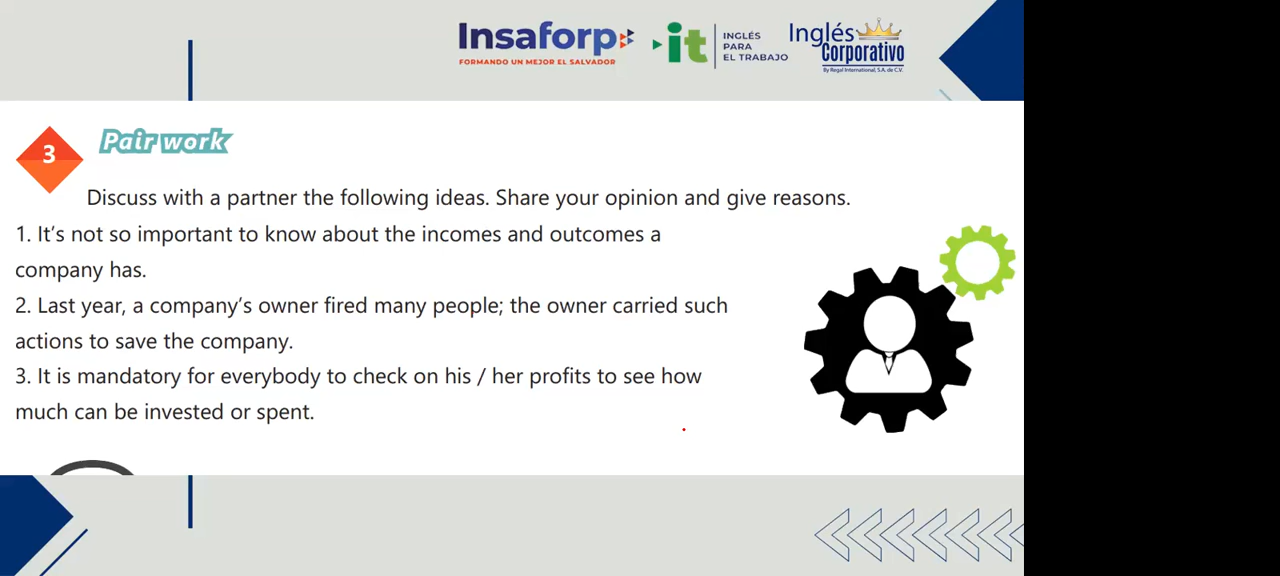 Insaforp
FORMANDO UN MEJOR EL SALVADOR
it
INGLÉS
PARA
EL TRABAJO
Inglés
Corporativo
By Regal International, S.A. de C.V.
3
Pair work
Discuss with a partner the following ideas. Share your opinion and give reasons.
1. It's not so important to know about the incomes and outcomes a
company has.
2. Last year, a company's owner fired many people; the owner carried such
actions to save the company.
3. It is mandatory for everybody to check on his / her profits to see how
much can be invested or spent.